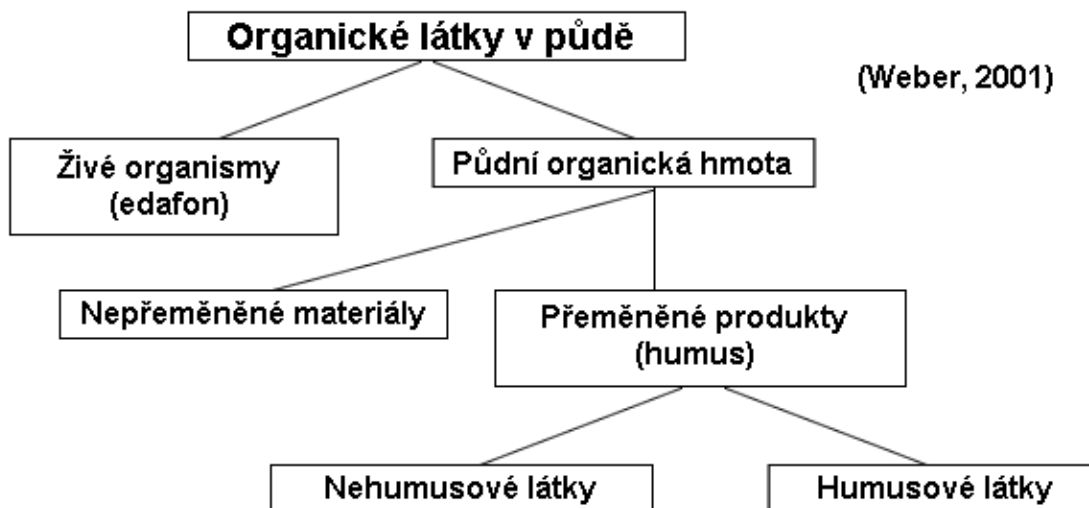 Organické látky v půdě
(Weber, 2001)
Živé organismy
(edafon)
Půdní organická hmota
Nepřeměněné materiály
Přeměněné produkty
(humus)
Nehumusové látky
Humusové látky